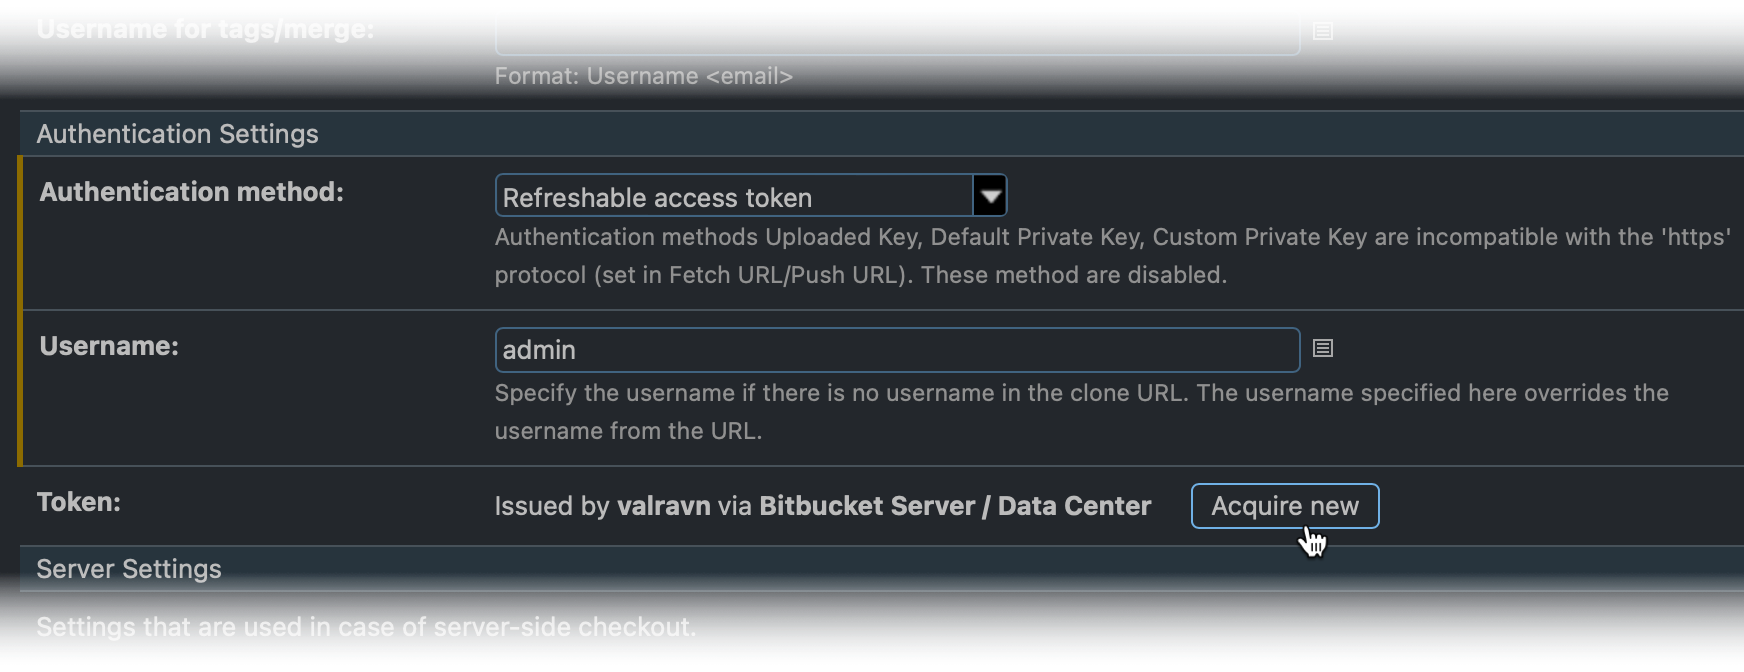 Username for tags/merge:
Format: Username <email>
Authentication Settings
Authentication method:
Refreshable access token
Authentication methods Uploaded Key, Default Private Key, Custom Private Key are incompatible with the 'https'
protocol (set in Fetch URL/Push URL). These method are disabled.
Username:
admin
Specify the username if there is no username in the clone URL. The username specified here overrides the
username from the URL.
Token:
Issued by valravn via Bitbucket Server / Data Center
Acquire new
Server Settings
Settings that are used in case of server-side checkout.